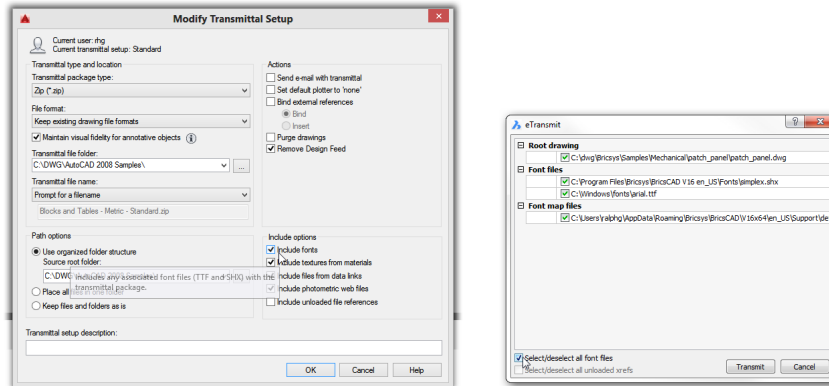 Modify Transmittal Setup
Current user: rhg
Current transmittal setup: Standard
Transmittal type and location
Transmittal package type:
Zip (*.zip)
File format:
Keep existing drawing file formats
Maintain visual fidelity for annotative objects
Transmittal file folder:
C:\DWG\AutoCAD 2008 Samples\
...
Transmittal file name:
Prompt for a filename
Blocks and Tables - Metric - Standard.zip
Path options
Use organized folder structure
Source root folder:
C:\DWG
Includes any associated font files (TTF and SHX) with the
transmittal package.
Place all files in one folder
Keep files and folders as is
Actions
Send e-mail with transmittal
Set default plotter to 'none'
Bind external references
Bind
Insert
Purge drawings
Remove Design Feed
Include options
Include fonts
Include textures from materials
Include files from data links
Include photometric web files
Include unloaded file references
Transmittal setup description:
OK
Cancel
Help
eTransmit
Root drawing
C:\dwg\Bricsys\Samples\Mechanical\patch_panel\patch_panel.dwg
Font files
C:\Program Files\Bricsys\BricsCAD V16 en_US\Fonts\simplex.shx
C:\Windows\fonts\arial.ttf
Font map files
C:\Users\ralphg\AppData\Roaming\Bricsys\BricsCAD\V16x64\en_US\Support\de
Select/deselect all font files
Select/deselect all unloaded xrefs
Transmit
Cancel